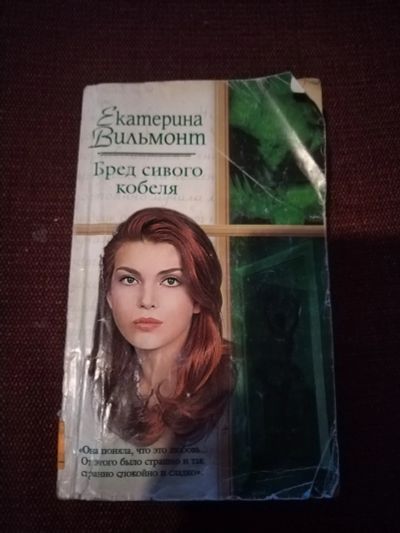 Екатерина
Вильмонт
Бред сивого
кобеля
«Она поняла, что это любовь...
От этого было страшно и так
странно спокойно и сладко».